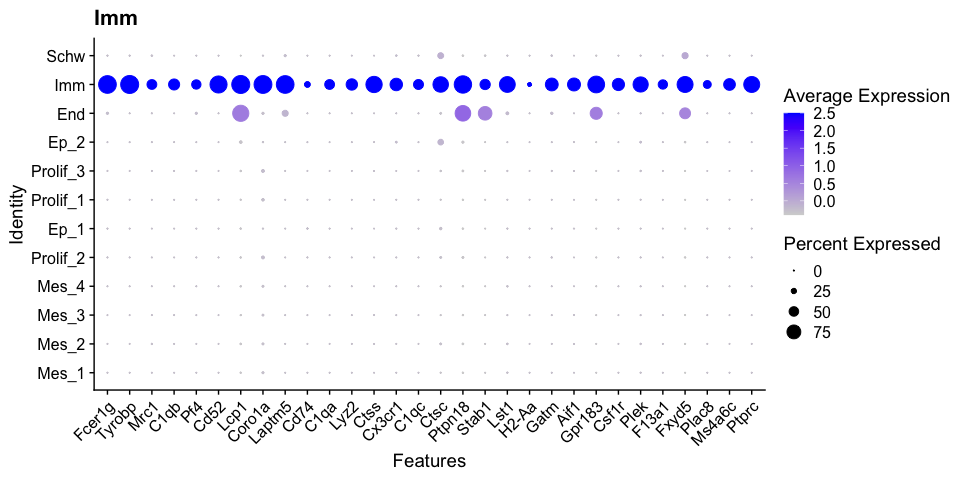 Imm
Schw
Imm
End
Ep_2
Prolif_3
Prolif_1
Ep_1
Prolif_2
Mes_4
Mes_3
Mes_2
Mes_1
Identity
Fcer1g
Tyrobp
Mrc1
C1qb
Pf4
Cd52
Lcp1
Coro1a
Laptm5
Cd74
C1qa
Lyz2
Ctss
Cx3cr1
C1qc
Ctsc
Ptpn18
Stab1
Lst1
H2-Aa
Gatm
Aif1
Gpr183
Csf1r
Plek
F13a1
Fxyd5
Plac8
Ms4a6c
Ptprc
Features
Average Expression
2.5
2.0
1.5
1.0
0.5
0.0
Percent Expressed
0
25
50
75